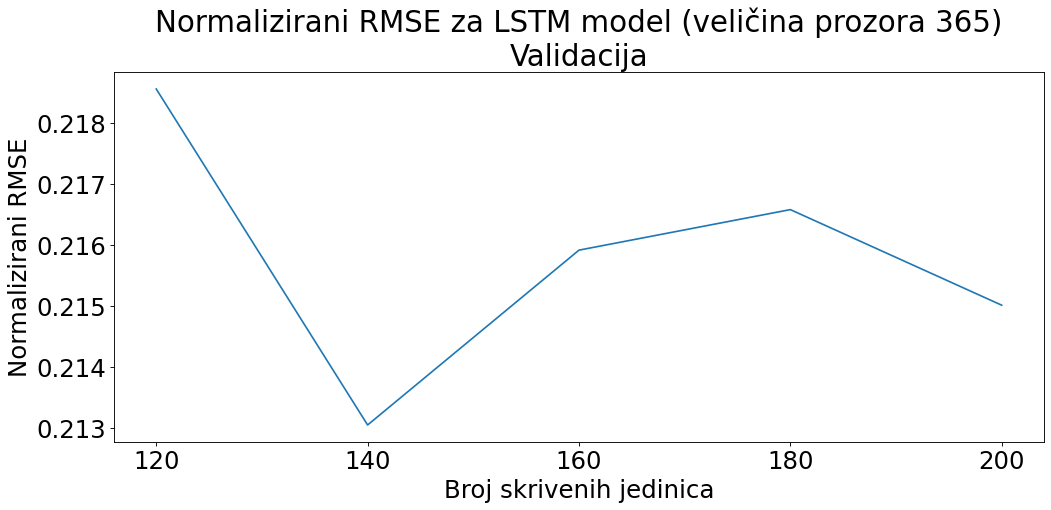 Normalizirani RMSE za LSTM model (veličina prozora 365)
Validacija
Normalizirani RMSE
0.218
0.217
0.216
0.215
0.214
0.213
120 140 160 180 200
Broj skrivenih jedinica